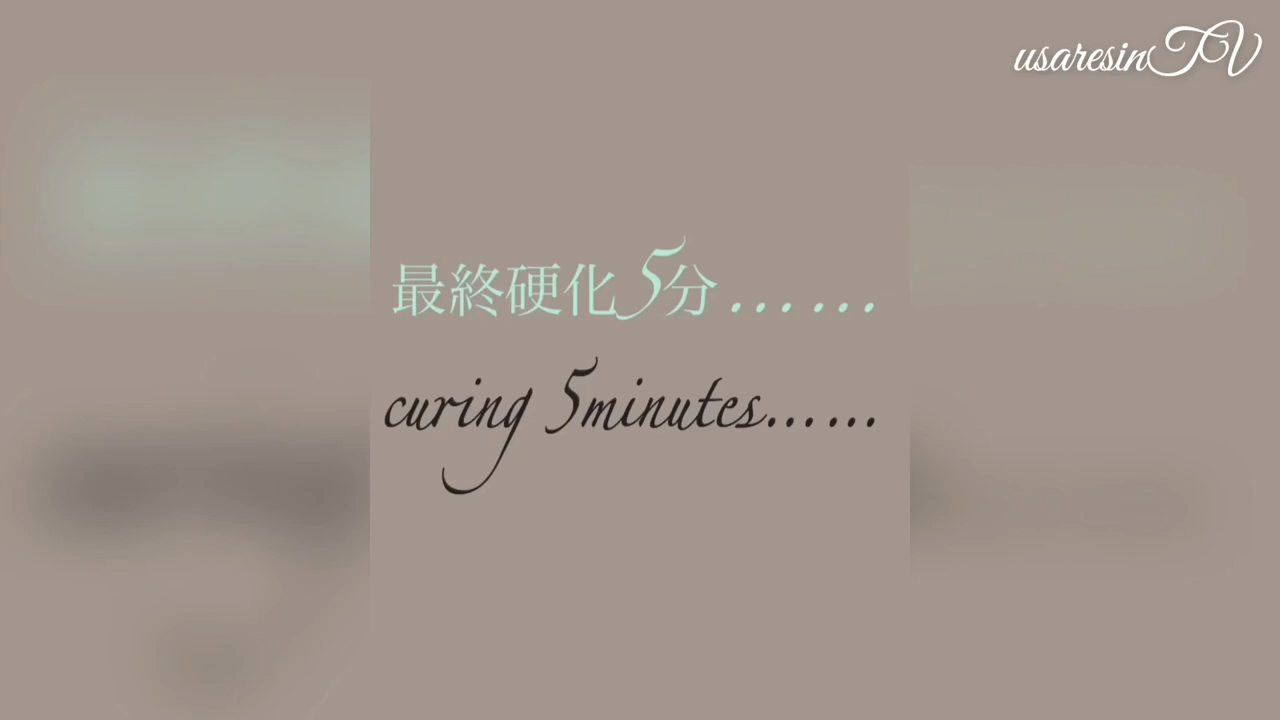 usaresinTV
最終硬化5分……
curing 5minutes......